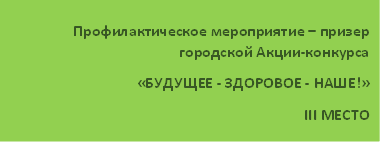 Профилактическое мероприятие – призер
городской Акции-конкурса
«БУДУЩЕЕ - ЗДОРОВОЕ - НАШЕ!»
III МЕСТО